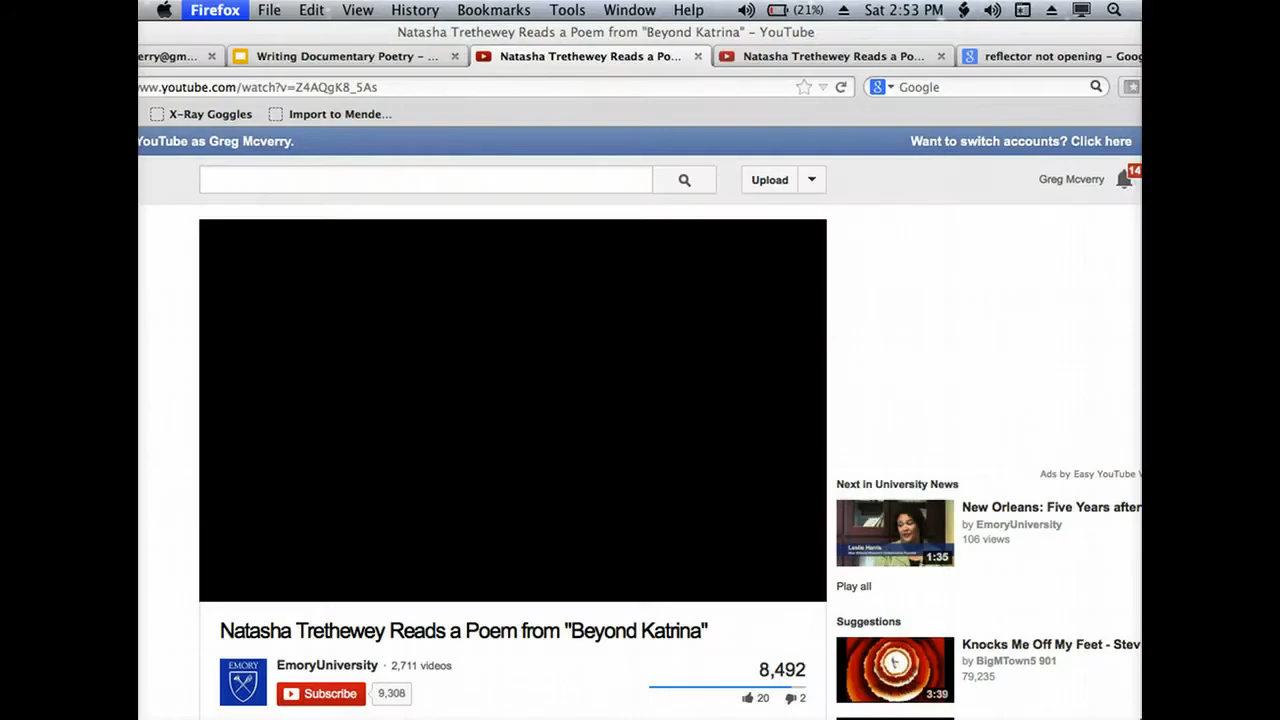 Firefox File Edit View History Bookmarks Tools Window Help (21%) Sat 2:53 PM
Natasha Trethewey Reads a Poem from "Beyond Katrina" - YouTube
erry@gm... Writing Documentary Poetry – ... Natasha Trethewey Reads a Po... Natasha Trethewey Reads a Po... reflector not opening – Goog
www.youtube.com/watch?v=Z4AQgK8_5As Google
X-Ray Goggles Import to Mende...
YouTube as Greg Mcverry. Want to switch accounts? Click here
Upload Greg Mcverry 14
Ads by Easy YouTube V
Next in University News
New Orleans: Five Years after
by EmoryUniversity
106 views
1:35
Play all
Suggestions
Knocks Me Off My Feet - Stev
by BigMTown5 901
79,235
3:39
Natasha Trethewey Reads a Poem from "Beyond Katrina"
EMORY
EmoryUniversity · 2,711 videos
Subscribe 9,308
8,492
20 2